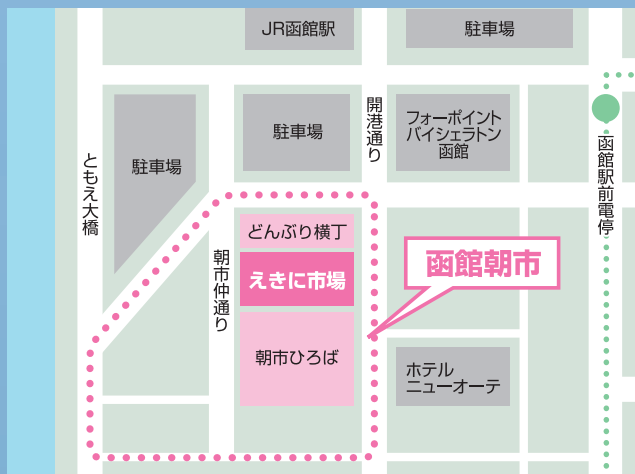 JR函館駅
駐車場
駐車場
駐車場
開港通り
フォーポイント
バイシェラトン
函館
函館駅前電停
ともえ大橋
どんぶり横丁
朝市仲通り
えきに市場
函館朝市
朝市ひろば
ホテル
ニューオーテ